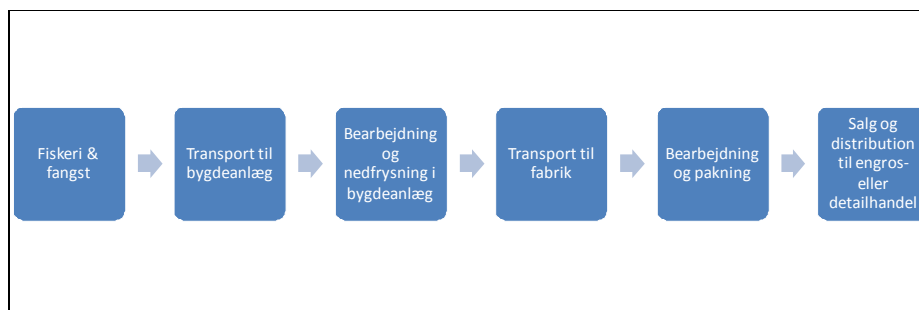 Fiskeri &
fangst
Transport til
bygdeanlæg
Bearbejdning
og
nedfrysning i
bygdeanlæg
Transport til
fabrik
Bearbejdning
og pakning
Salg og
distribution
til engros-
eller
detailhandel